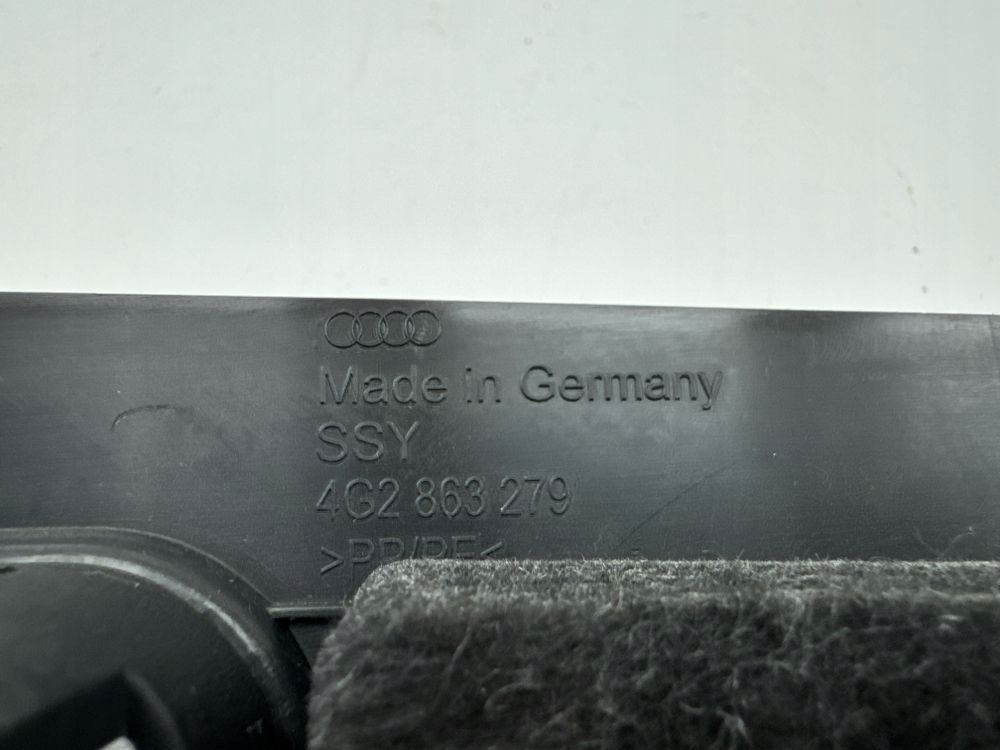 Made in Germany
SSY
4G2 863 279
>PP/PE<